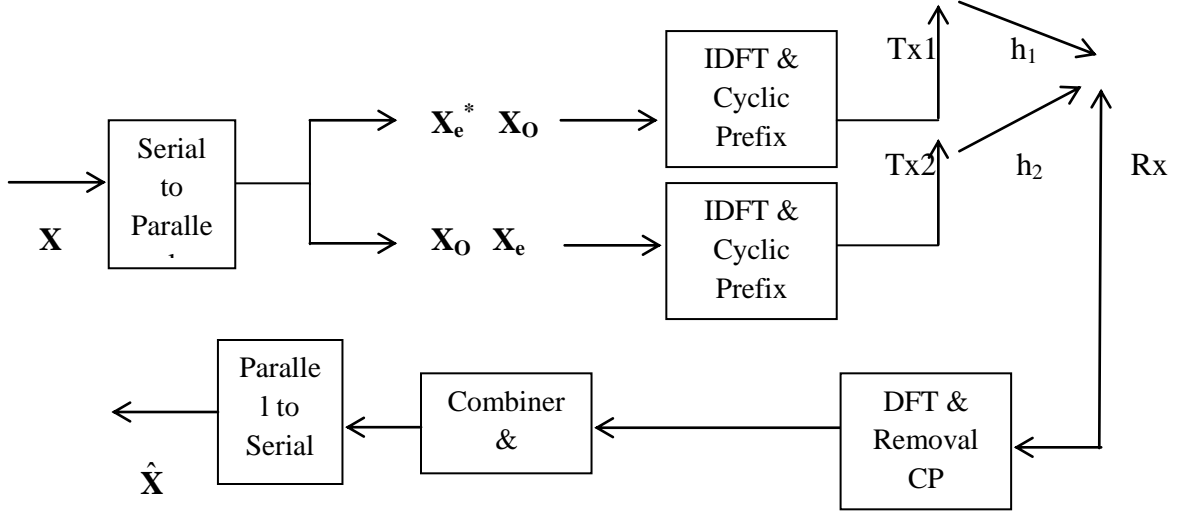 X
Serial
to
Paralle
Xe* XO
XO Xe
IDFT &
Cyclic
Prefix
IDFT &
Cyclic
Prefix
Tx1
h1
Tx2
h2
Rx
DFT &
Removal
CP
Combiner
&
Paralle
l to
Serial
X̂